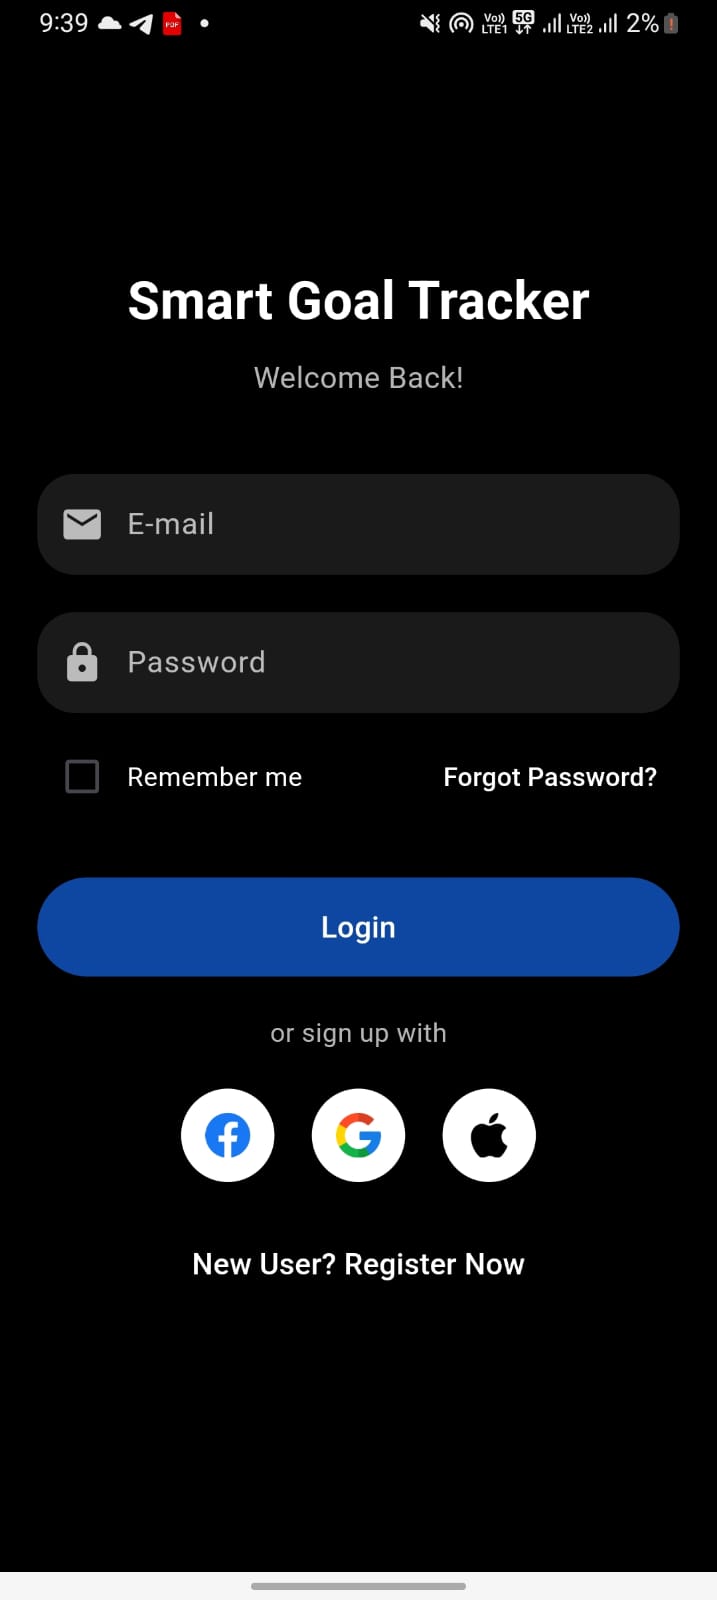 9:39 PDF Vo)) LTE1 5G Vo)) LTE2 2%
Smart Goal Tracker
Welcome Back!
E-mail
Password
Remember me Forgot Password?
Login
or sign up with
New User? Register Now